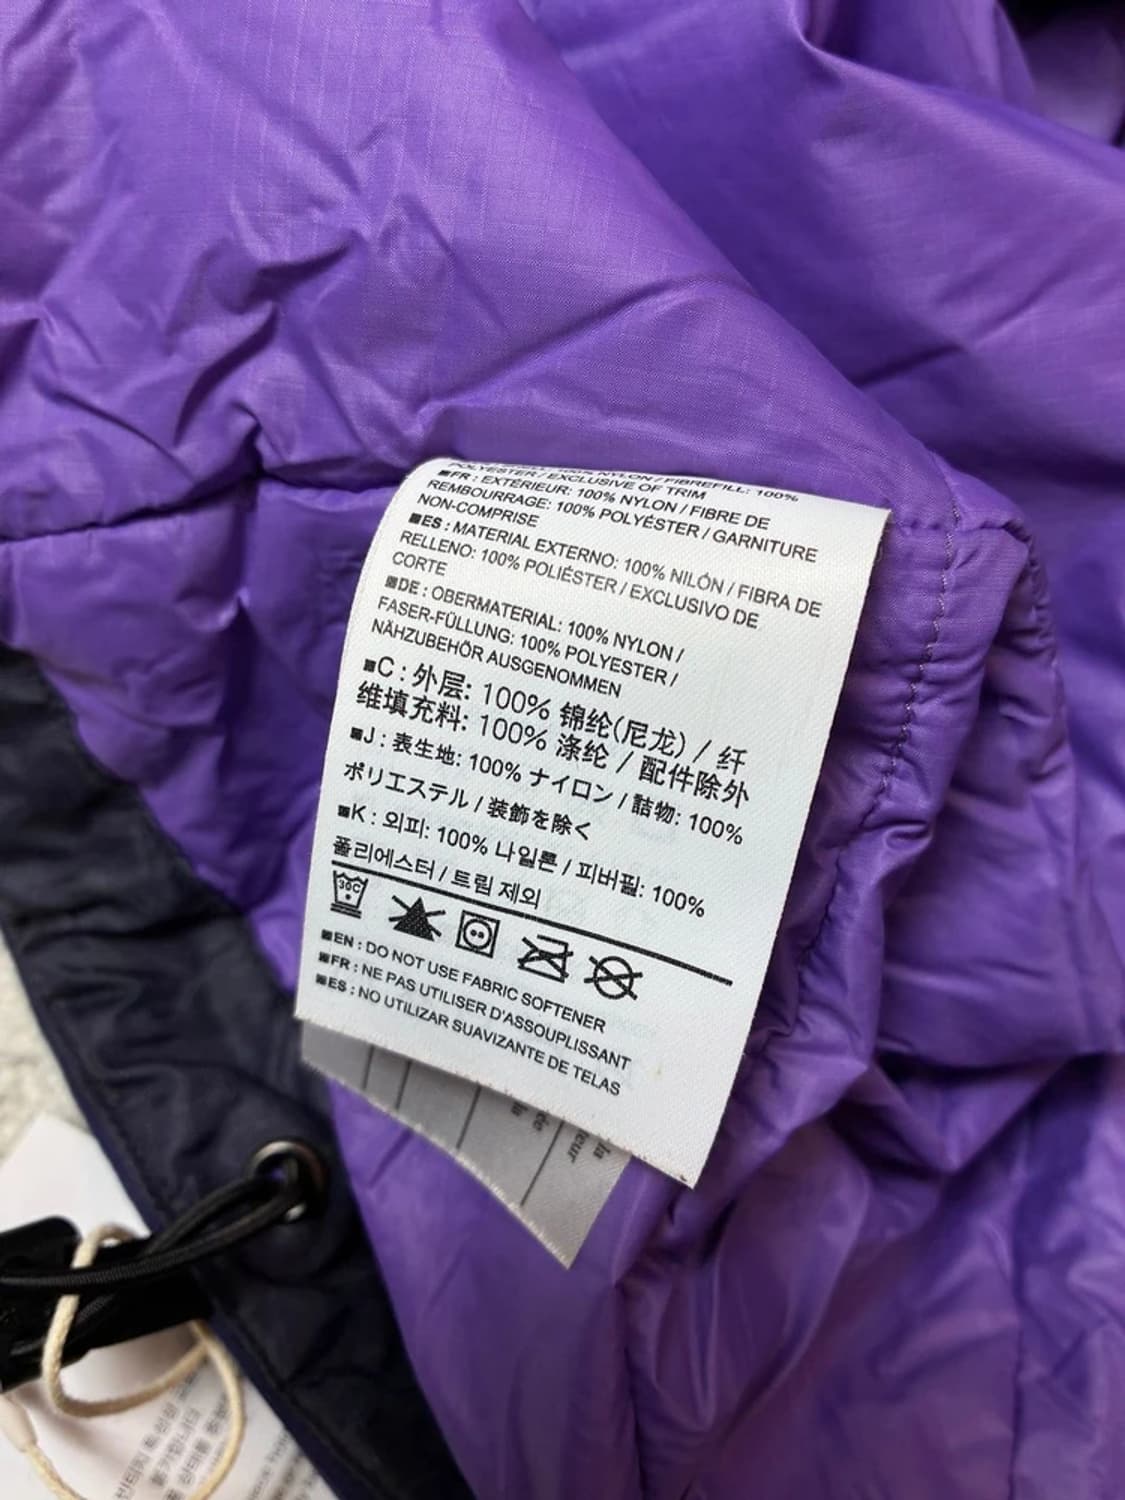 POLYESTER / 100% NYLON / FIBREFILL: 100%
POLYESTER / EXCLUSIVE OF TRIM
FR : EXTÉRIEUR: 100% NYLON / FIBRE DE
REMBOURRAGE: 100% POLYÉSTER / GARNITURE
NON-COMPRISE
ES : MATERIAL EXTERNO: 100% NILÓN / FIBRA DE
RELLENO: 100% POLIÉSTER / EXCLUSIVO DE
CORTE
DE : OBERMATERIAL: 100% NYLON /
FASER-FÜLLUNG: 100% POLYESTER /
NÄHZUBEHÖR AUSGENOMMEN
C : 外层: 100% 锦纶(尼龙) / 纤
维填充料: 100% 涤纶 / 配件除外
J : 表生地: 100% ナイロン / 詰物: 100%
ポリエステル / 装飾を除く
K : 외피: 100% 나일론 / 피버필: 100%
폴리에스터 / 트림 제외
30C
EN : DO NOT USE FABRIC SOFTENER
FR : NE PAS UTILISER D'ASSOUPLISSANT
ES : NO UTILIZAR SUAVIZANTE DE TELAS